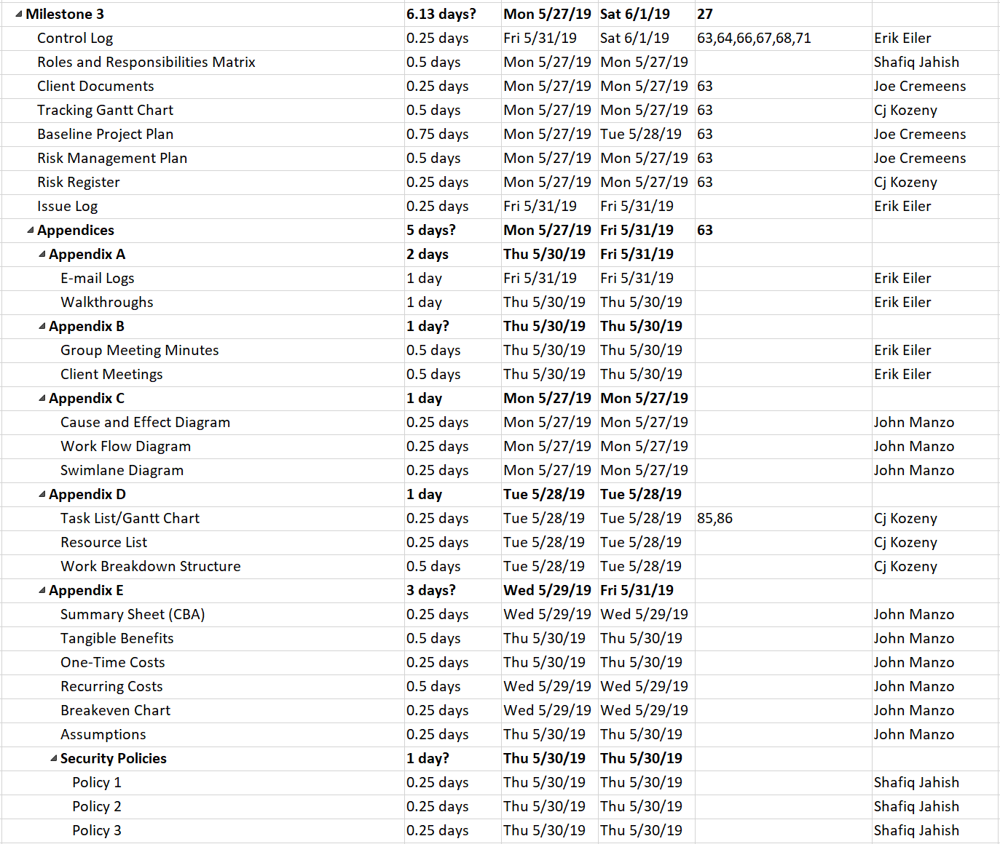 Milestone 3 6.13 days? Mon 5/27/19 Sat 6/1/19 27
Control Log 0.25 days Fri 5/31/19 Sat 6/1/19 63,64,66,67,68,71 Erik Eiler
Roles and Responsibilities Matrix 0.5 days Mon 5/27/19 Mon 5/27/19 Shafiq Jahish
Client Documents 0.25 days Mon 5/27/19 Mon 5/27/19 63 Joe Cremeens
Tracking Gantt Chart 0.5 days Mon 5/27/19 Mon 5/27/19 63 Cj Kozeny
Baseline Project Plan 0.75 days Mon 5/27/19 Tue 5/28/19 63 Joe Cremeens
Risk Management Plan 0.5 days Mon 5/27/19 Mon 5/27/19 63 Joe Cremeens
Risk Register 0.25 days Mon 5/27/19 Mon 5/27/19 63 Cj Kozeny
Issue Log 0.25 days Fri 5/31/19 Fri 5/31/19 Erik Eiler
Appendices 5 days? Mon 5/27/19 Fri 5/31/19 63
Appendix A 2 days Thu 5/30/19 Fri 5/31/19
E-mail Logs 1 day Fri 5/31/19 Fri 5/31/19 Erik Eiler
Walkthroughs 1 day Thu 5/30/19 Thu 5/30/19 Erik Eiler
Appendix B 1 day? Thu 5/30/19 Thu 5/30/19
Group Meeting Minutes 0.5 days Thu 5/30/19 Thu 5/30/19 Erik Eiler
Client Meetings 0.5 days Thu 5/30/19 Thu 5/30/19 Erik Eiler
Appendix C 1 day Mon 5/27/19 Mon 5/27/19
Cause and Effect Diagram 0.25 days Mon 5/27/19 Mon 5/27/19 John Manzo
Work Flow Diagram 0.25 days Mon 5/27/19 Mon 5/27/19 John Manzo
Swimlane Diagram 0.25 days Mon 5/27/19 Mon 5/27/19 John Manzo
Appendix D 1 day Tue 5/28/19 Tue 5/28/19
Task List/Gantt Chart 0.25 days Tue 5/28/19 Tue 5/28/19 85,86 Cj Kozeny
Resource List 0.25 days Tue 5/28/19 Tue 5/28/19 Cj Kozeny
Work Breakdown Structure 0.5 days Tue 5/28/19 Tue 5/28/19 Cj Kozeny
Appendix E 3 days? Wed 5/29/19 Fri 5/31/19
Summary Sheet (CBA) 0.25 days Wed 5/29/19 Wed 5/29/19 John Manzo
Tangible Benefits 0.5 days Thu 5/30/19 Thu 5/30/19 John Manzo
One-Time Costs 0.25 days Thu 5/30/19 Thu 5/30/19 John Manzo
Recurring Costs 0.5 days Wed 5/29/19 Wed 5/29/19 John Manzo
Breakeven Chart 0.25 days Wed 5/29/19 Wed 5/29/19 John Manzo
Assumptions 0.25 days Thu 5/30/19 Thu 5/30/19 John Manzo
Security Policies 1 day? Thu 5/30/19 Thu 5/30/19
Policy 1 0.25 days Thu 5/30/19 Thu 5/30/19 Shafiq Jahish
Policy 2 0.25 days Thu 5/30/19 Thu 5/30/19 Shafiq Jahish
Policy 3 0.25 days Thu 5/30/19 Thu 5/30/19 Shafiq Jahish